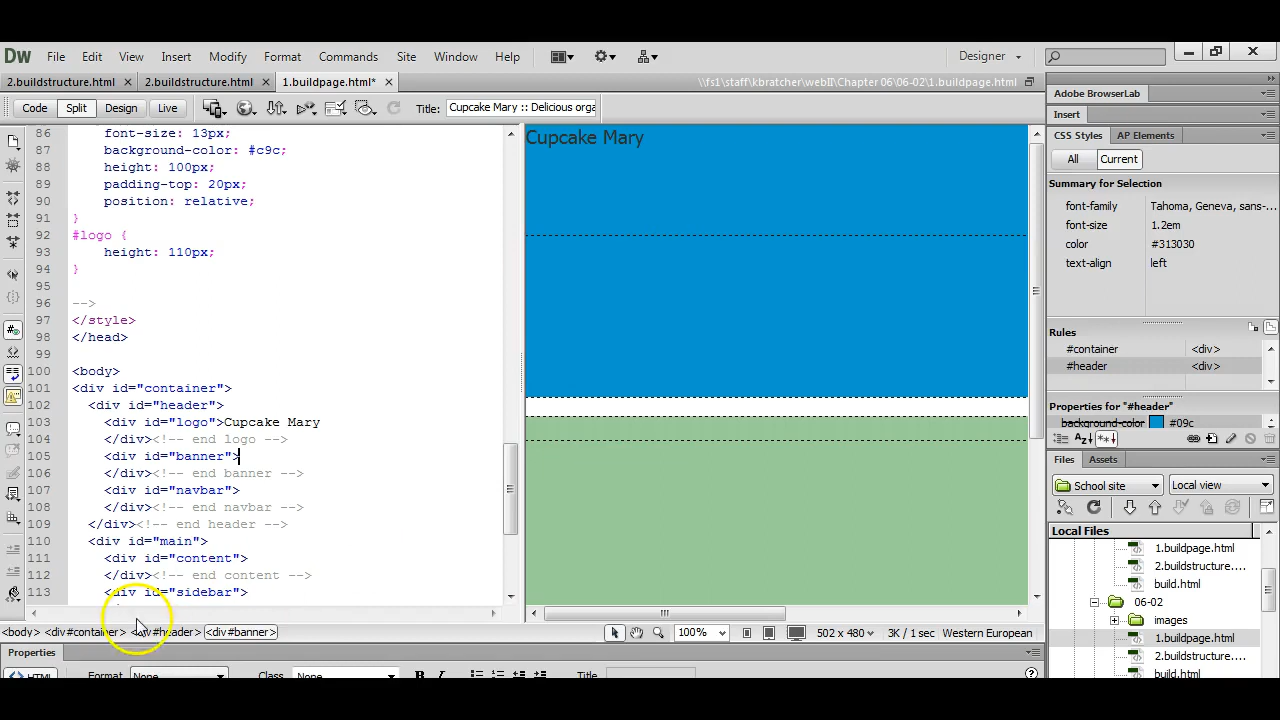 Dw File Edit View Insert Modify Format Commands Site Window Help Designer
2.buildstructure.html × 2.buildstructure.html × 1.buildpage.html* × \\fs1\staff\kbratcher\webII\Chapter 06\06-02\1.buildpage.html
Code Split Design Live Title: Cupcake Mary :: Delicious orga
86 font-size: 13px;
87 background-color: #c9c;
88 height: 100px;
89 padding-top: 20px;
90 position: relative;
91 }
92 #logo {
93 height: 110px;
94 }
95
96 -->
97 </style>
98 </head>
99
100 <body>
101 <div id="container">
102 <div id="header">
103 <div id="logo">Cupcake Mary
104 </div><!-- end logo -->
105 <div id="banner">
106 </div><!-- end banner -->
107 <div id="navbar">
108 </div><!-- end navbar -->
109 </div><!-- end header -->
110 <div id="main">
111 <div id="content">
112 </div><!-- end content -->
113 <div id="sidebar">
Cupcake Mary
Adobe BrowserLab
Insert
CSS Styles AP Elements
All Current
Summary for Selection
font-family Tahoma, Geneva, sans-...
font-size 1.2em
color #313030
text-align left
Rules
#container <div>
#header <div>
Properties for "#header"
background-color #09c
Files Assets
School site Local view
Local Files
1.buildpage.html
2.buildstructure....
build.html
06-02
images
1.buildpage.html
2.buildstructure....
build.html
<body> <div#container> <div#header> <div#banner> 100% 502 x 480 3K / 1 sec Western European
Properties
HTML Format None Class None B I Title